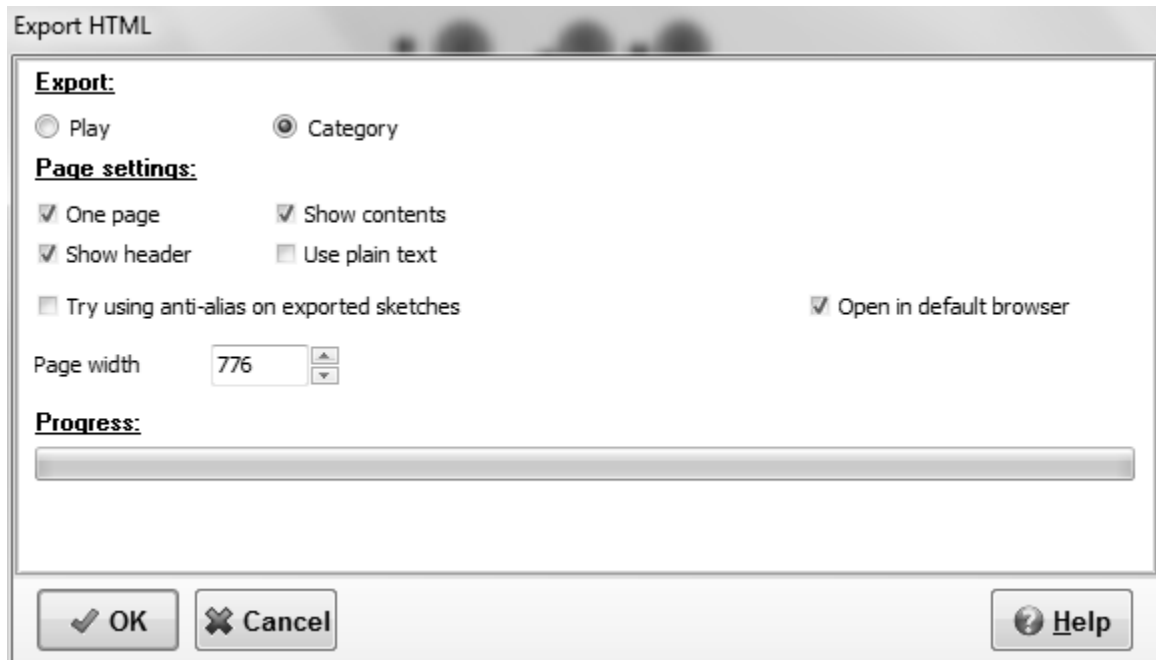 Export HTML
Export:
Play Category
Page settings:
One page Show contents
Show header Use plain text
Try using anti-alias on exported sketches Open in default browser
Page width 776
Progress:
OK Cancel Help